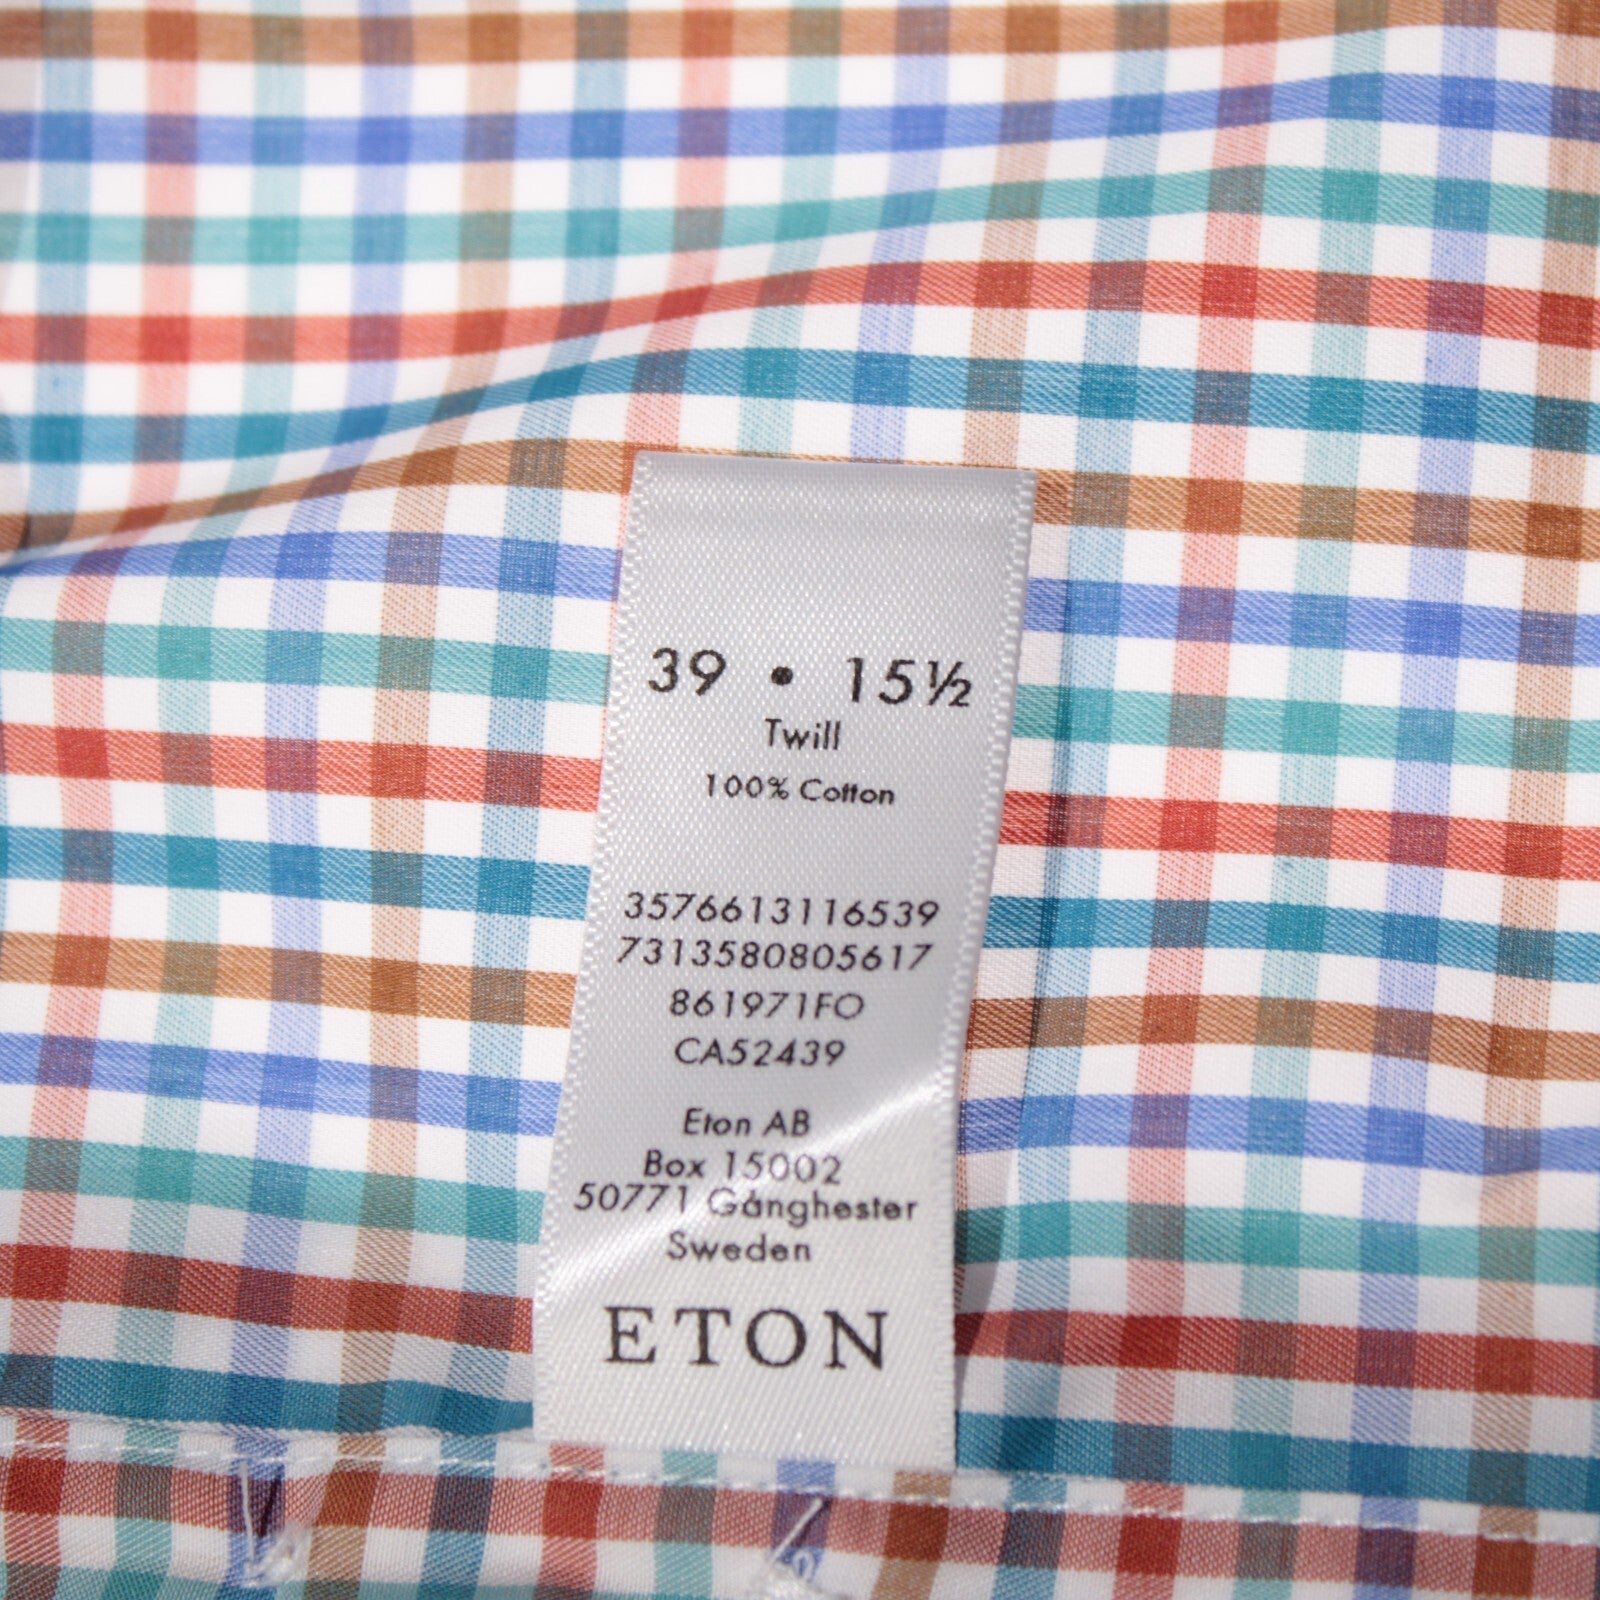 39 • 15½
Twill
100% Cotton
3576613116539
7313580805617
861971FO
CA52439
Eton AB
Box 15002
50771 Gånghester
Sweden
ETON